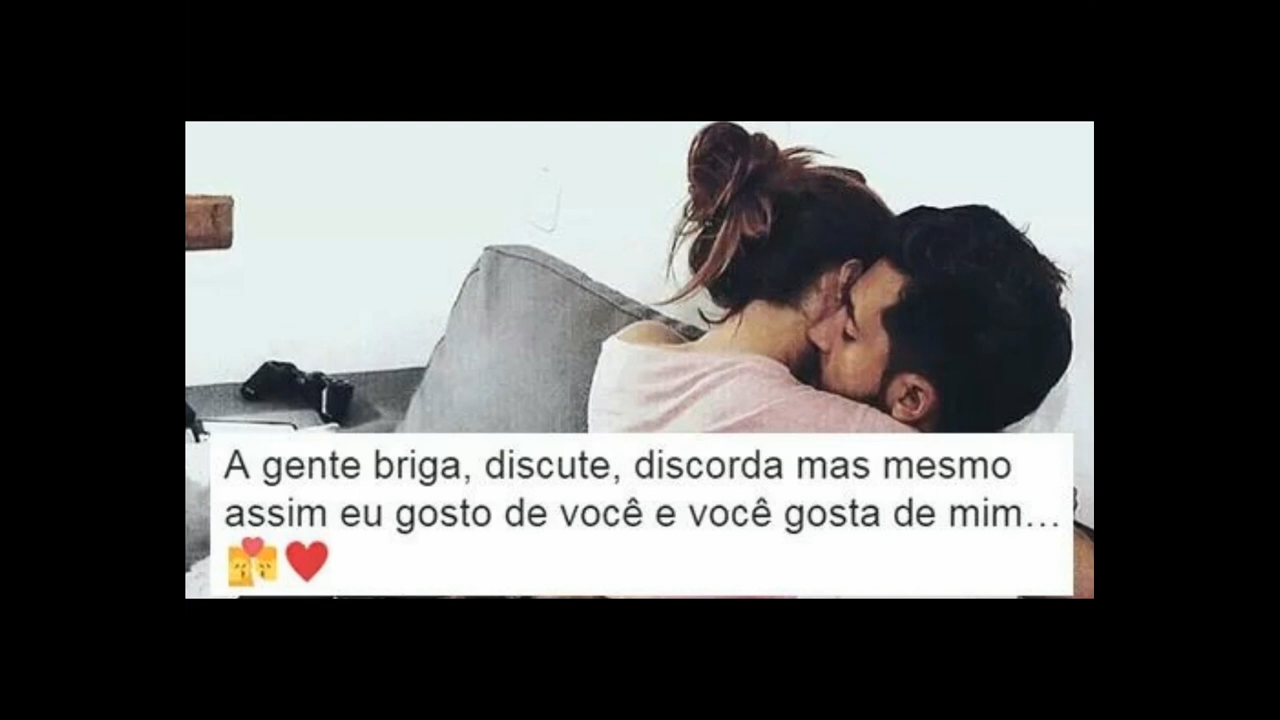 A gente briga, discute, discorda mas mesmo
assim eu gosto de você e você gosta de mim...
💏❤️